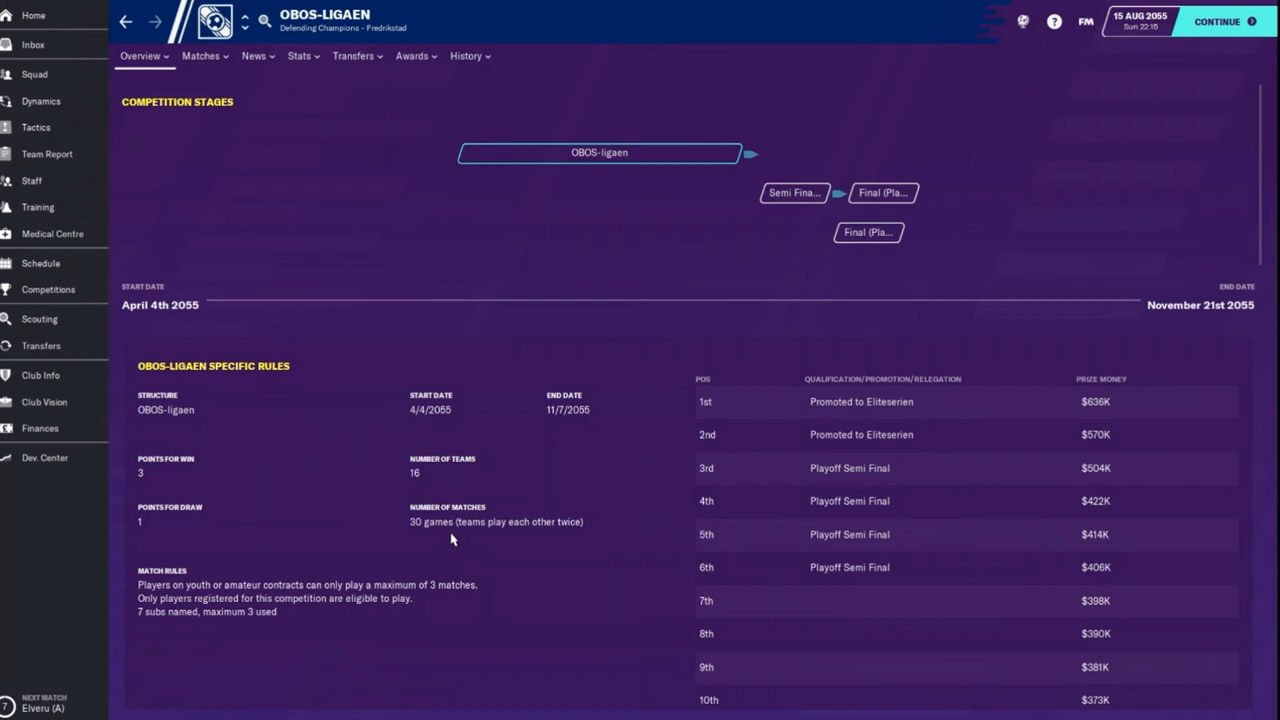 Home
Inbox
Squad
Dynamics
Tactics
Team Report
Staff
Training
Medical Centre
Schedule
Competitions
Scouting
Transfers
Club Info
Club Vision
Finances
Dev. Center
NEXT MATCH
7 Elveru (A)
OBOS-LIGAEN
Defending Champions - Fredrikstad
? FM
15 AUG 2055
Sun 22:15
CONTINUE
Overview Matches News Stats Transfers Awards History
COMPETITION STAGES
OBOS-ligaen
Semi Fina... Final (Pla...
Final (Pla...
START DATE END DATE
April 4th 2055 November 21st 2055
OBOS-LIGAEN SPECIFIC RULES
STRUCTURE START DATE END DATE
OBOS-ligaen 4/4/2055 11/7/2055
POINTS FOR WIN NUMBER OF TEAMS
3 16
POINTS FOR DRAW NUMBER OF MATCHES
1 30 games (teams play each other twice)
MATCH RULES
Players on youth or amateur contracts can only play a maximum of 3 matches.
Only players registered for this competition are eligible to play.
7 subs named, maximum 3 used
POS QUALIFICATION/PROMOTION/RELEGATION PRIZE MONEY
1st Promoted to Eliteserien $636K
2nd Promoted to Eliteserien $570K
3rd Playoff Semi Final $504K
4th Playoff Semi Final $422K
5th Playoff Semi Final $414K
6th Playoff Semi Final $406K
7th $398K
8th $390K
9th $381K
10th $373K